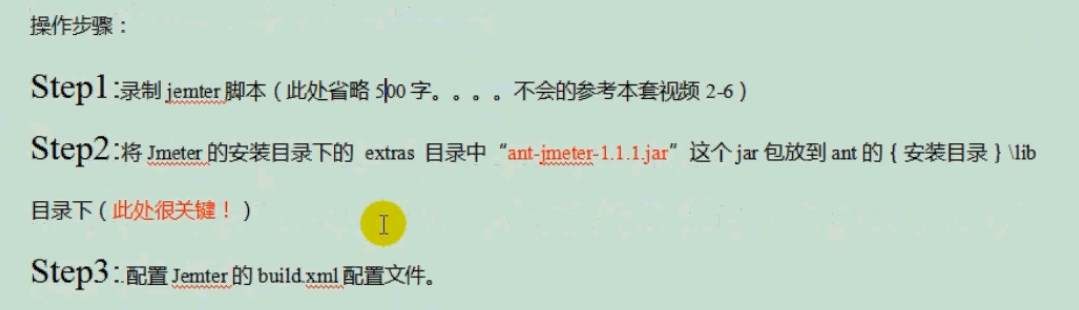 操作步骤：
Step1:录制 jemter 脚本（此处省略 500 字。。。。不会的参考本套视频 2-6）
Step2:将 Jmeter 的安装目录下的 extras 目录中“ant-jmeter-1.1.1.jar”这个 jar 包放到 ant 的{安装目录}\lib
目录下（此处很关键！）
Step3:.配置 Jemter 的 build.xml 配置文件。